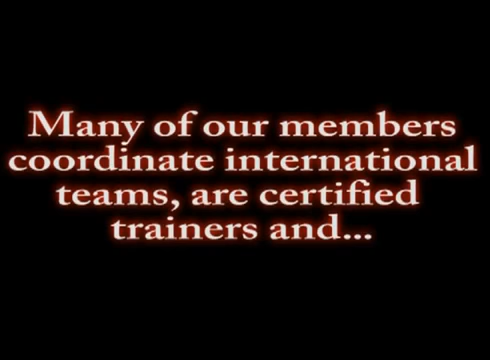 Many of our members
coordinate international
teams, are certified
trainers and...